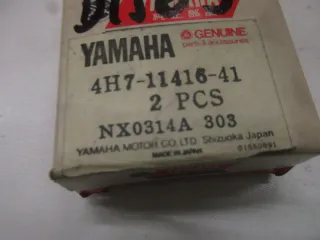 YAMAHA
GENUINE
parts & accessories
4H7-11416-41
2 PCS
NX0314A 303
YAMAHA MOTOR CO., LTD. Shizuoka Japan
MADE IN JAPAN